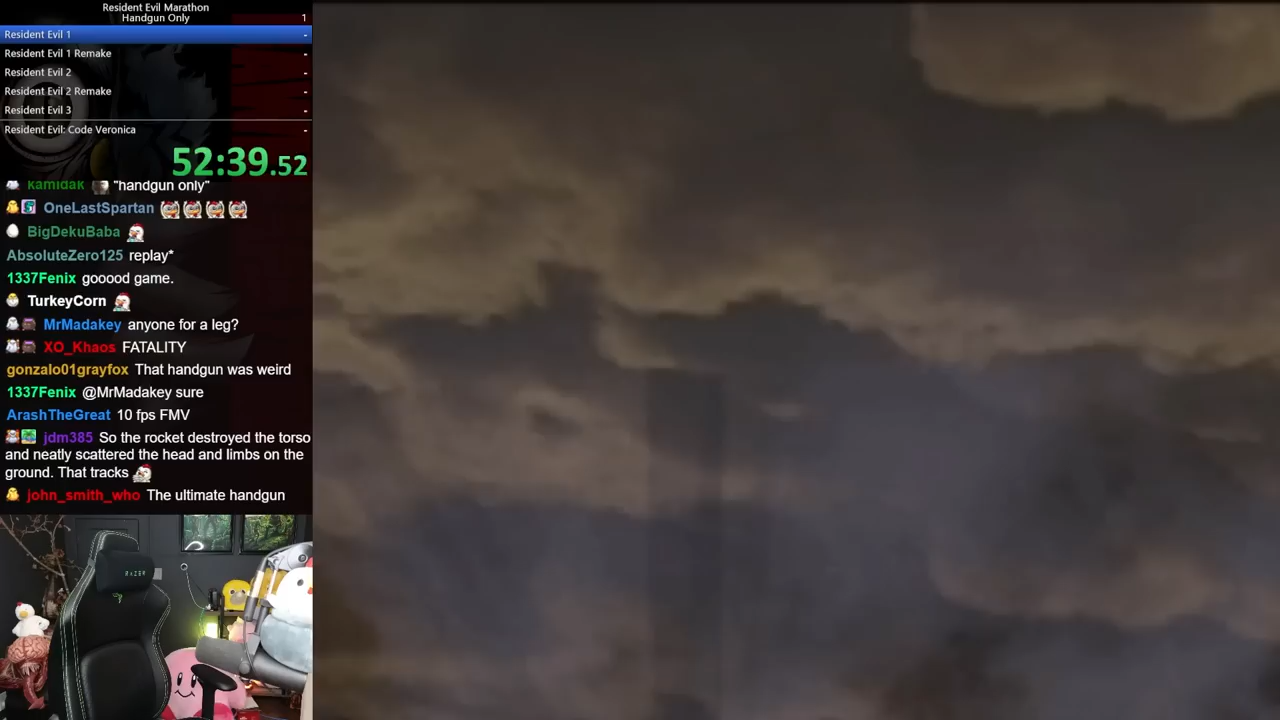 Resident Evil Marathon
Handgun Only 1
Resident Evil 1 -
Resident Evil 1 Remake -
Resident Evil 2 -
Resident Evil 2 Remake -
Resident Evil 3 -
Resident Evil: Code Veronica -
52:39.52
kamidak "handgun only"
OneLastSpartan
BigDekuBaba
AbsoluteZero125 replay*
1337Fenix gooood game.
TurkeyCorn
MrMadakey anyone for a leg?
XO_Khaos FATALITY
gonzalo01grayfox That handgun was weird
1337Fenix @MrMadakey sure
ArashTheGreat 10 fps FMV
jdm385 So the rocket destroyed the torso
and neatly scattered the head and limbs on the
ground. That tracks
john_smith_who The ultimate handgun
RAZER